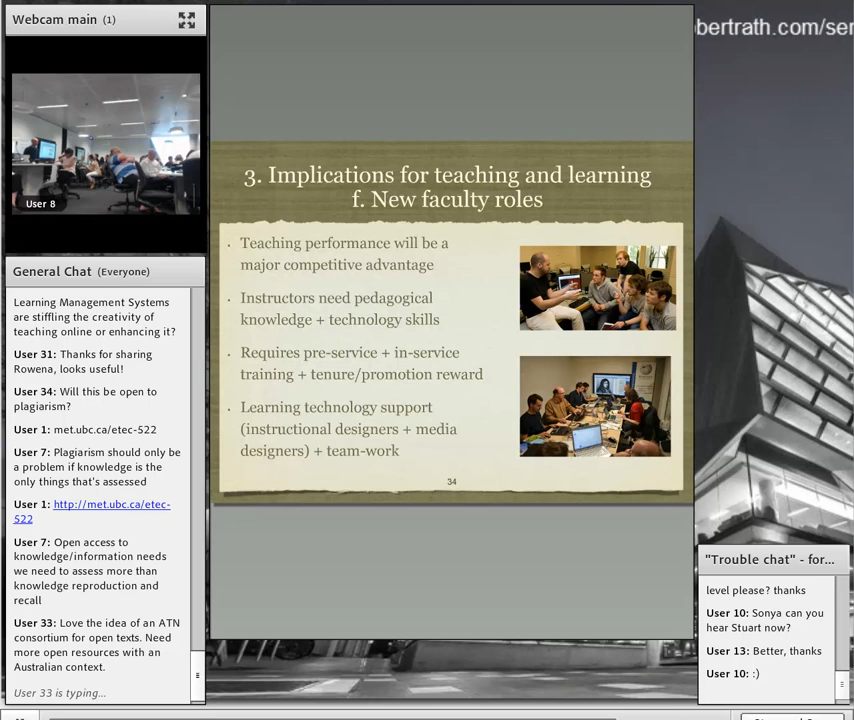 Webcam main (1)
User 8
General Chat (Everyone)
Learning Management Systems
are stiffling the creativity of
teaching online or enhancing it?
User 31: Thanks for sharing
Rowena, looks useful!
User 34: Will this be open to
plagiarism?
User 1: met.ubc.ca/etec-522
User 7: Plagiarism should only be
a problem if knowledge is the
only things that's assessed
User 1: http://met.ubc.ca/etec-
522
User 7: Open access to
knowledge/information needs
we need to assess more than
knowledge reproduction and
recall
User 33: Love the idea of an ATN
consortium for open texts. Need
more open resources with an
Australian context.
User 33 is typing...
3. Implications for teaching and learning
f. New faculty roles
· Teaching performance will be a
major competitive advantage
· Instructors need pedagogical
knowledge + technology skills
· Requires pre-service + in-service
training + tenure/promotion reward
· Learning technology support
(instructional designers + media
designers) + team-work
34
bertrath.com/ser
"Trouble chat" - for...
level please? thanks
User 10: Sonya can you
hear Stuart now?
User 13: Better, thanks
User 10: :)